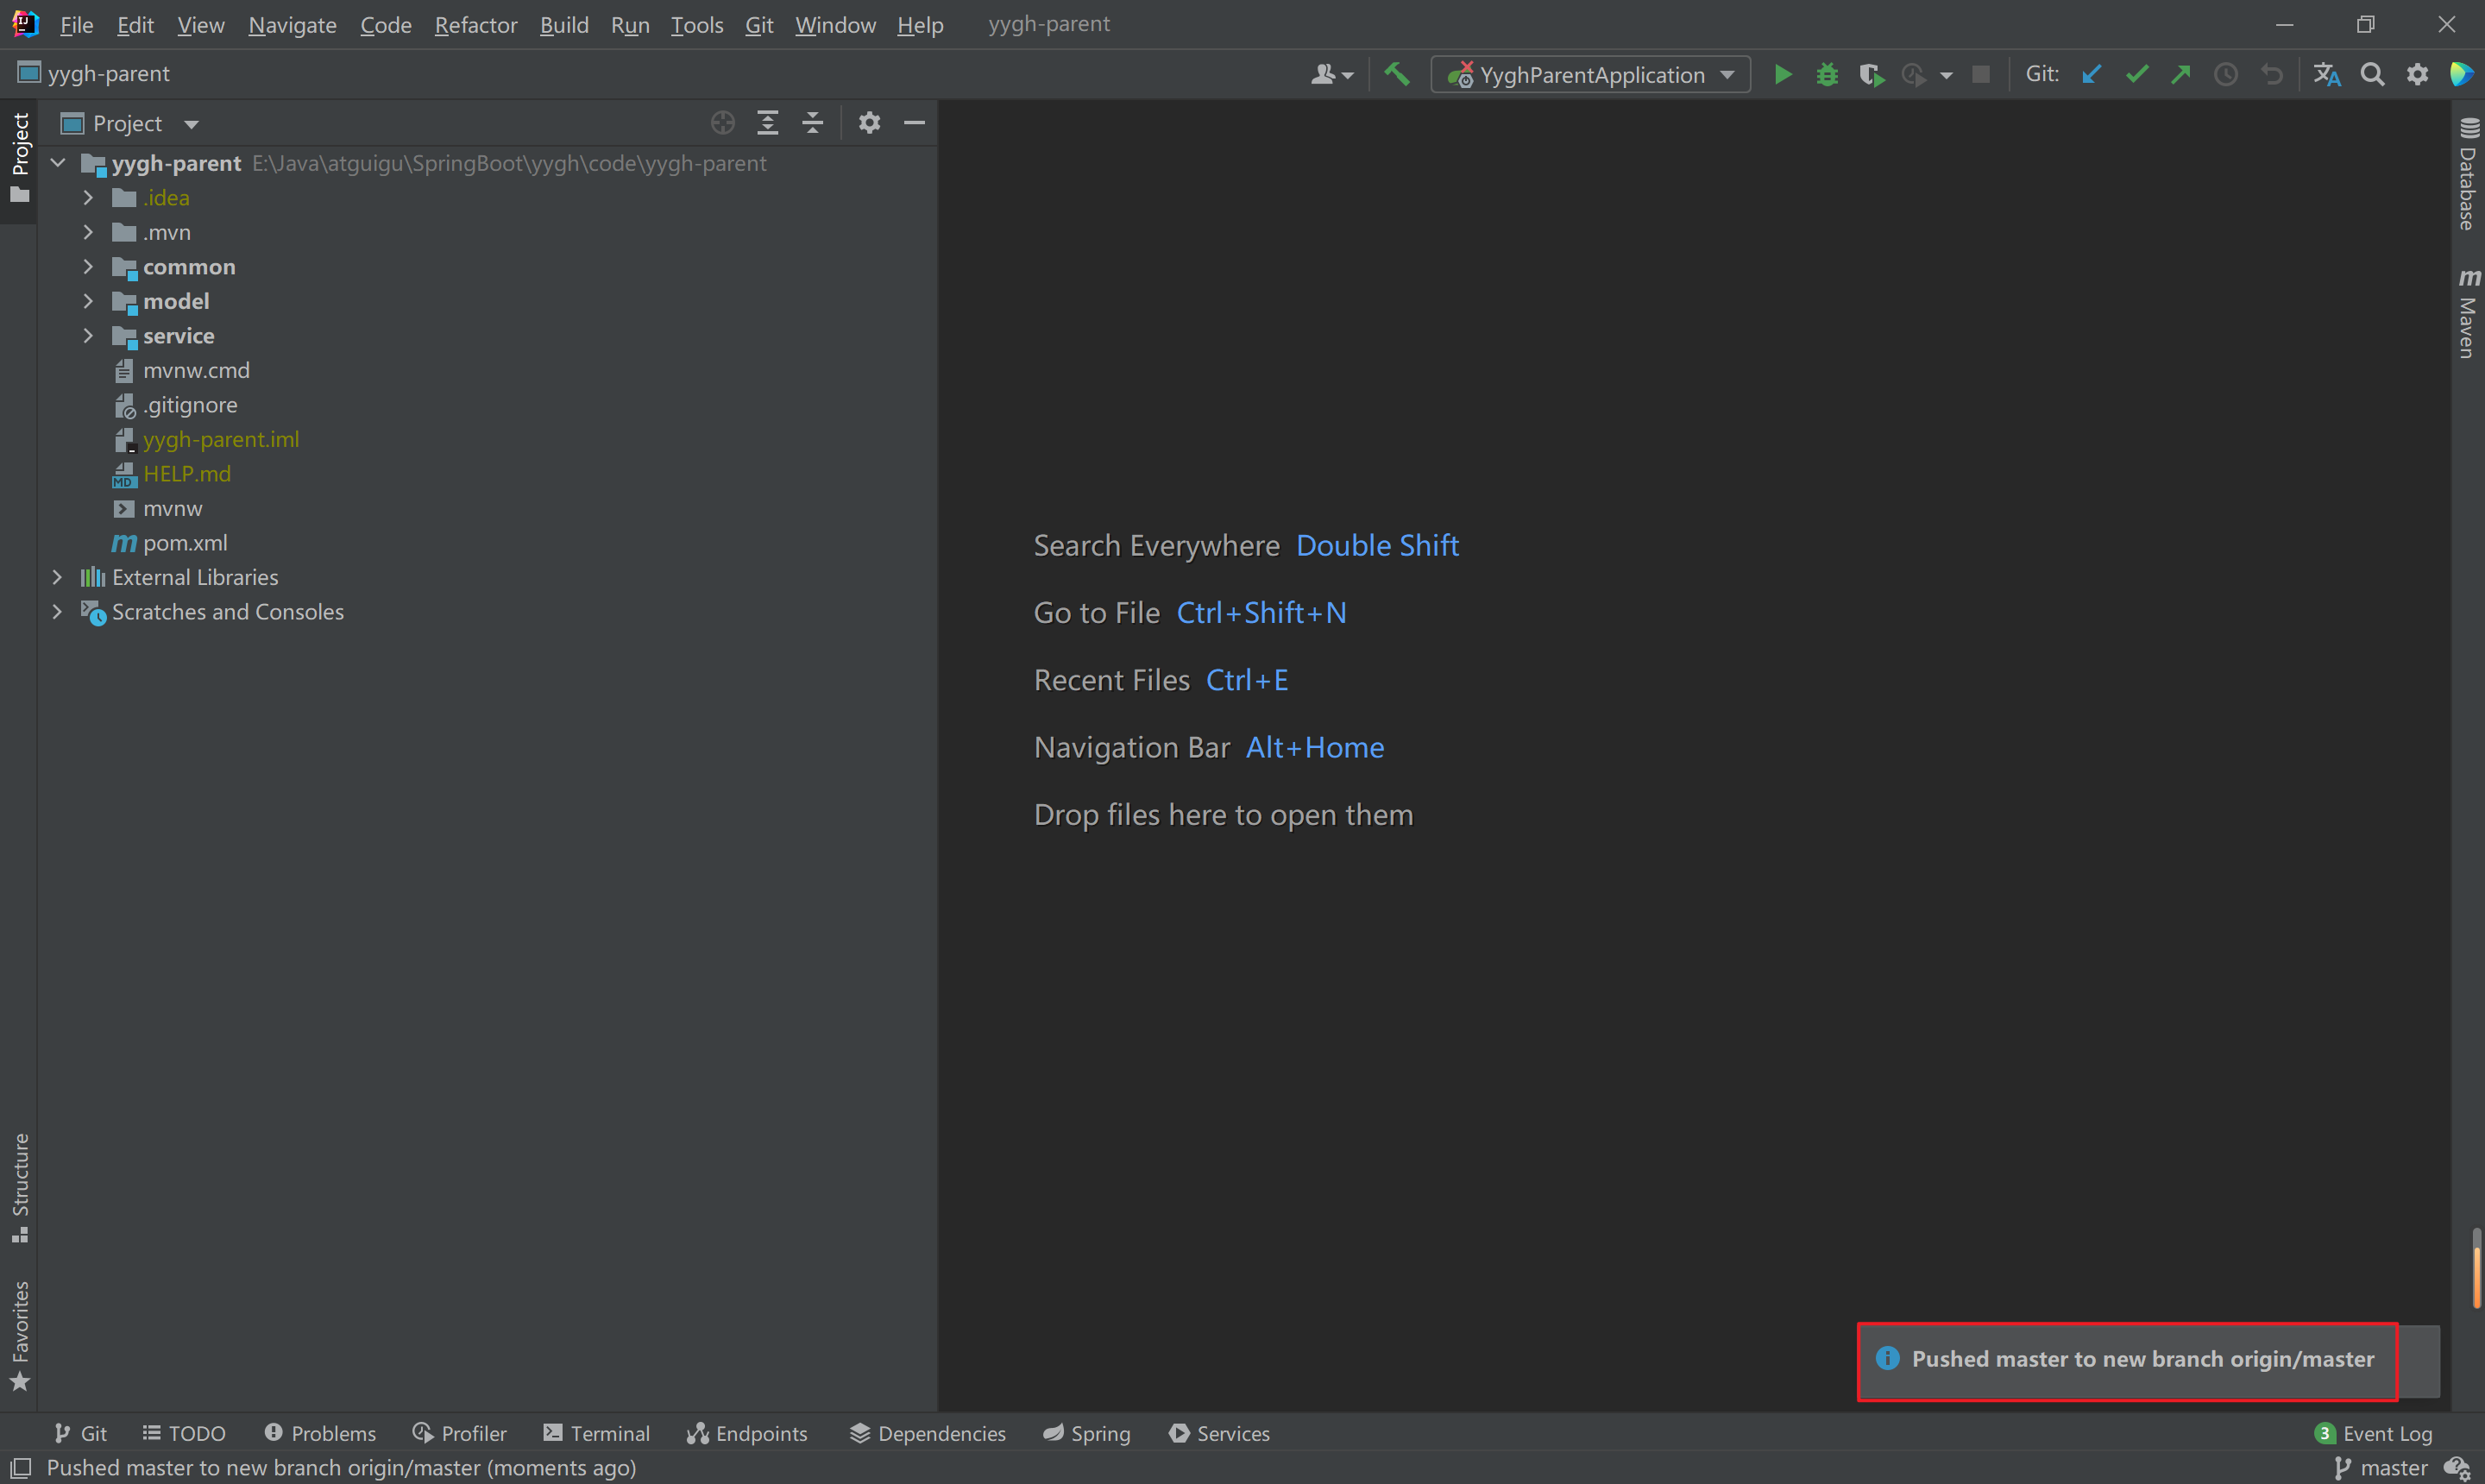 File Edit View Navigate Code Refactor Build Run Tools Git Window Help yygh-parent
yygh-parent
YyghParentApplication
Git:
Project
Project
yygh-parent E:\Java\atguigu\SpringBoot\yygh\code\yygh-parent
.idea
.mvn
common
model
service
mvnw.cmd
.gitignore
yygh-parent.iml
MD HELP.md
mvnw
m pom.xml
External Libraries
Scratches and Consoles
Search Everywhere Double Shift
Go to File Ctrl+Shift+N
Recent Files Ctrl+E
Navigation Bar Alt+Home
Drop files here to open them
Database
m Maven
Structure
Favorites
Pushed master to new branch origin/master
Git TODO Problems Profiler Terminal Endpoints Dependencies Spring Services
3 Event Log
Pushed master to new branch origin/master (moments ago)
master